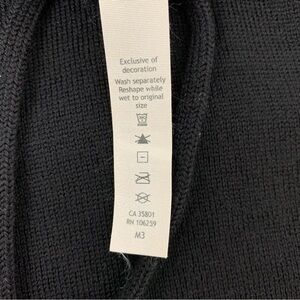 Exclusive of
decoration
Wash separately
Reshape while
wet to original
size
CA 35801
RN 106259
M3